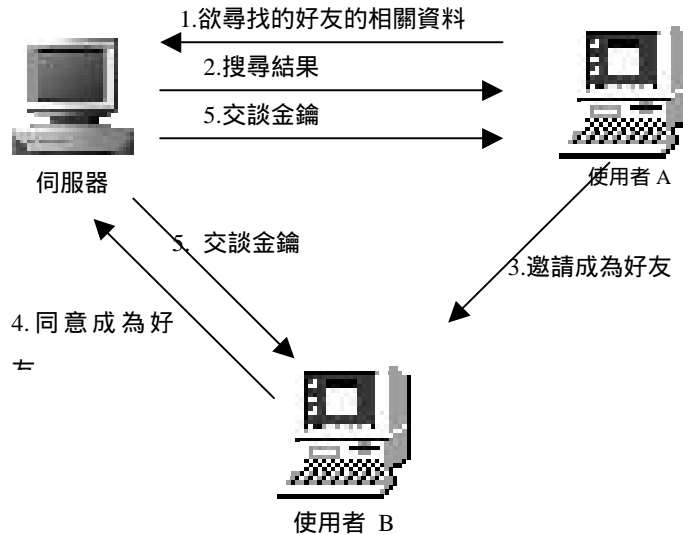 1.欲尋找的好友的相關資料
2.搜尋結果
5.交談金鑰
伺服器
使用者 A
5. 交談金鑰
3.邀請成為好友
4.同意成為好
友
使用者 B